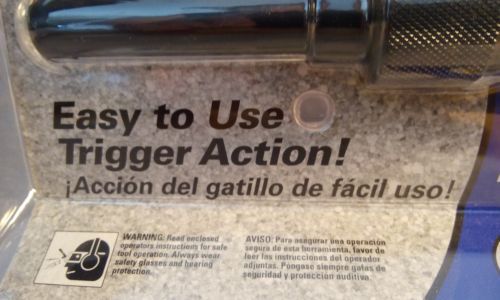 Easy to Use
Trigger Action!
¡Acción del gatillo de fácil uso!
WARNING: Read enclosed
operators instructions for safe
tool operation. Always wear
safety glasses and hearing
protection.
AVISO: Para asegurar una operación
segura de esta herramienta, favor de
leer las instrucciones del operador
adjuntas. Póngase siempre gafas de
seguridad y protección auditiva.